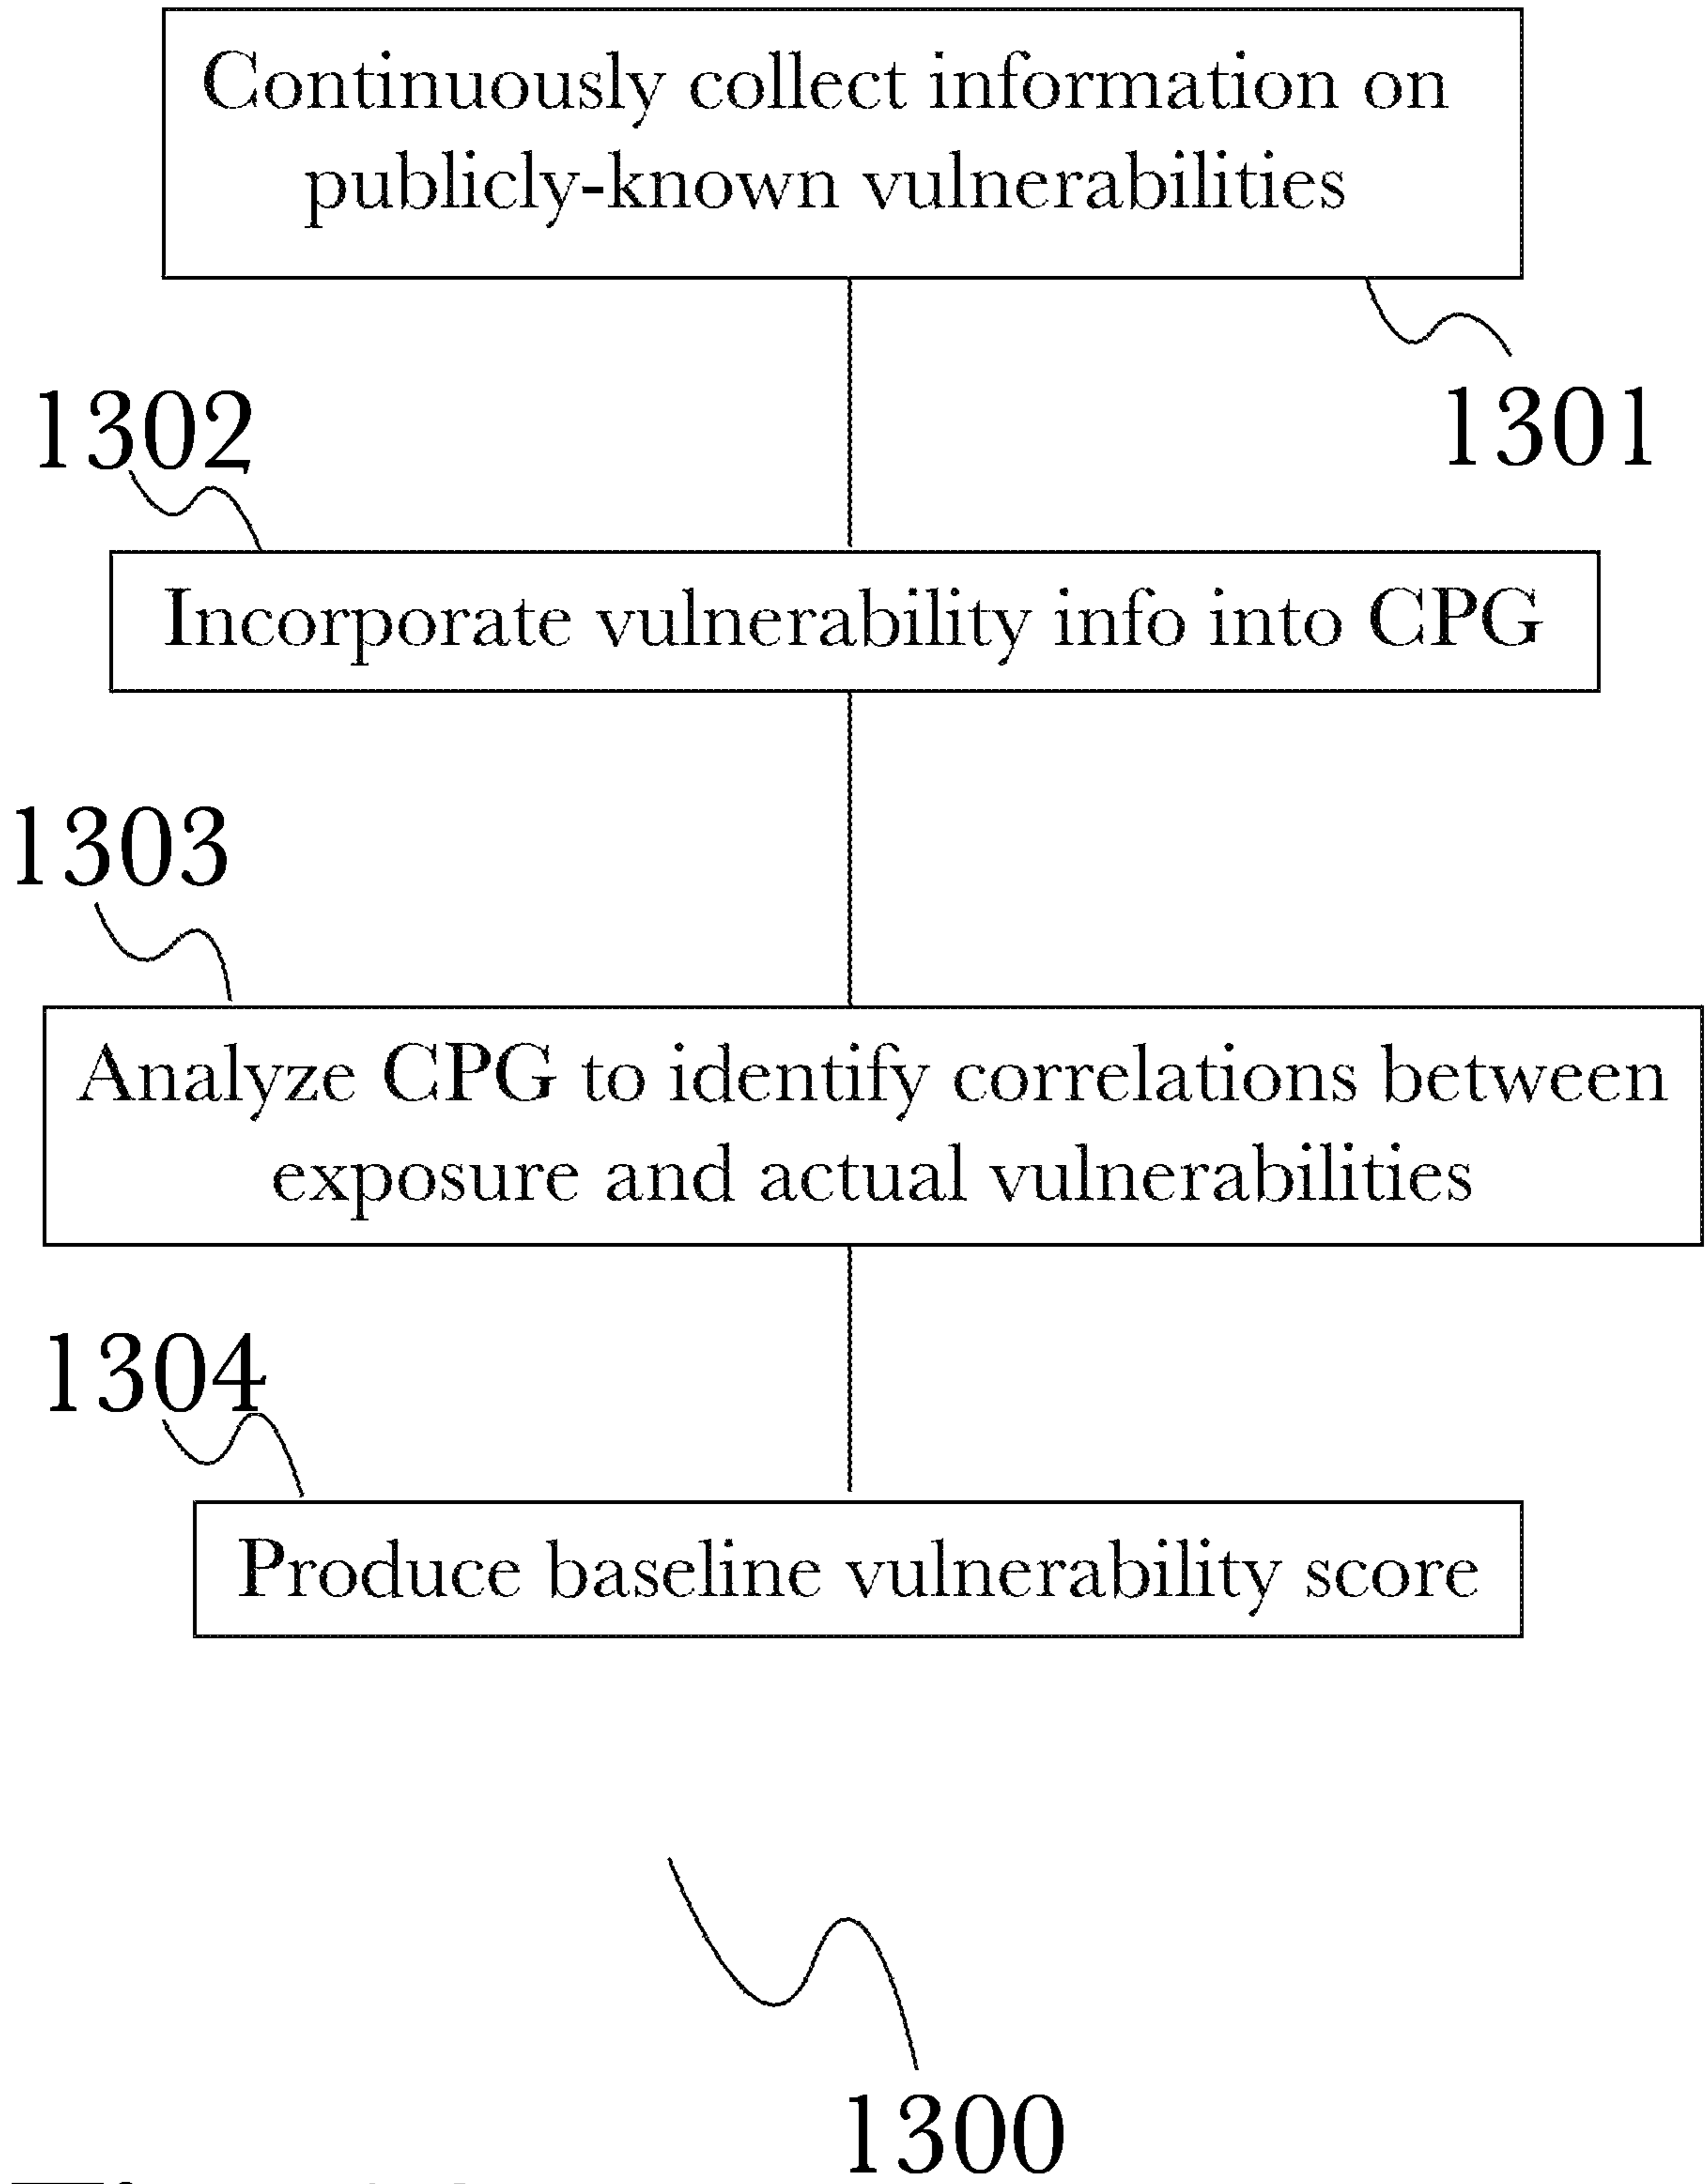 Continuously collect information on
publicly-known vulnerabilities
1301
1302
Incorporate vulnerability info into CPG
1303
Analyze CPG to identify correlations between
exposure and actual vulnerabilities
1304
Produce baseline vulnerability score
1300